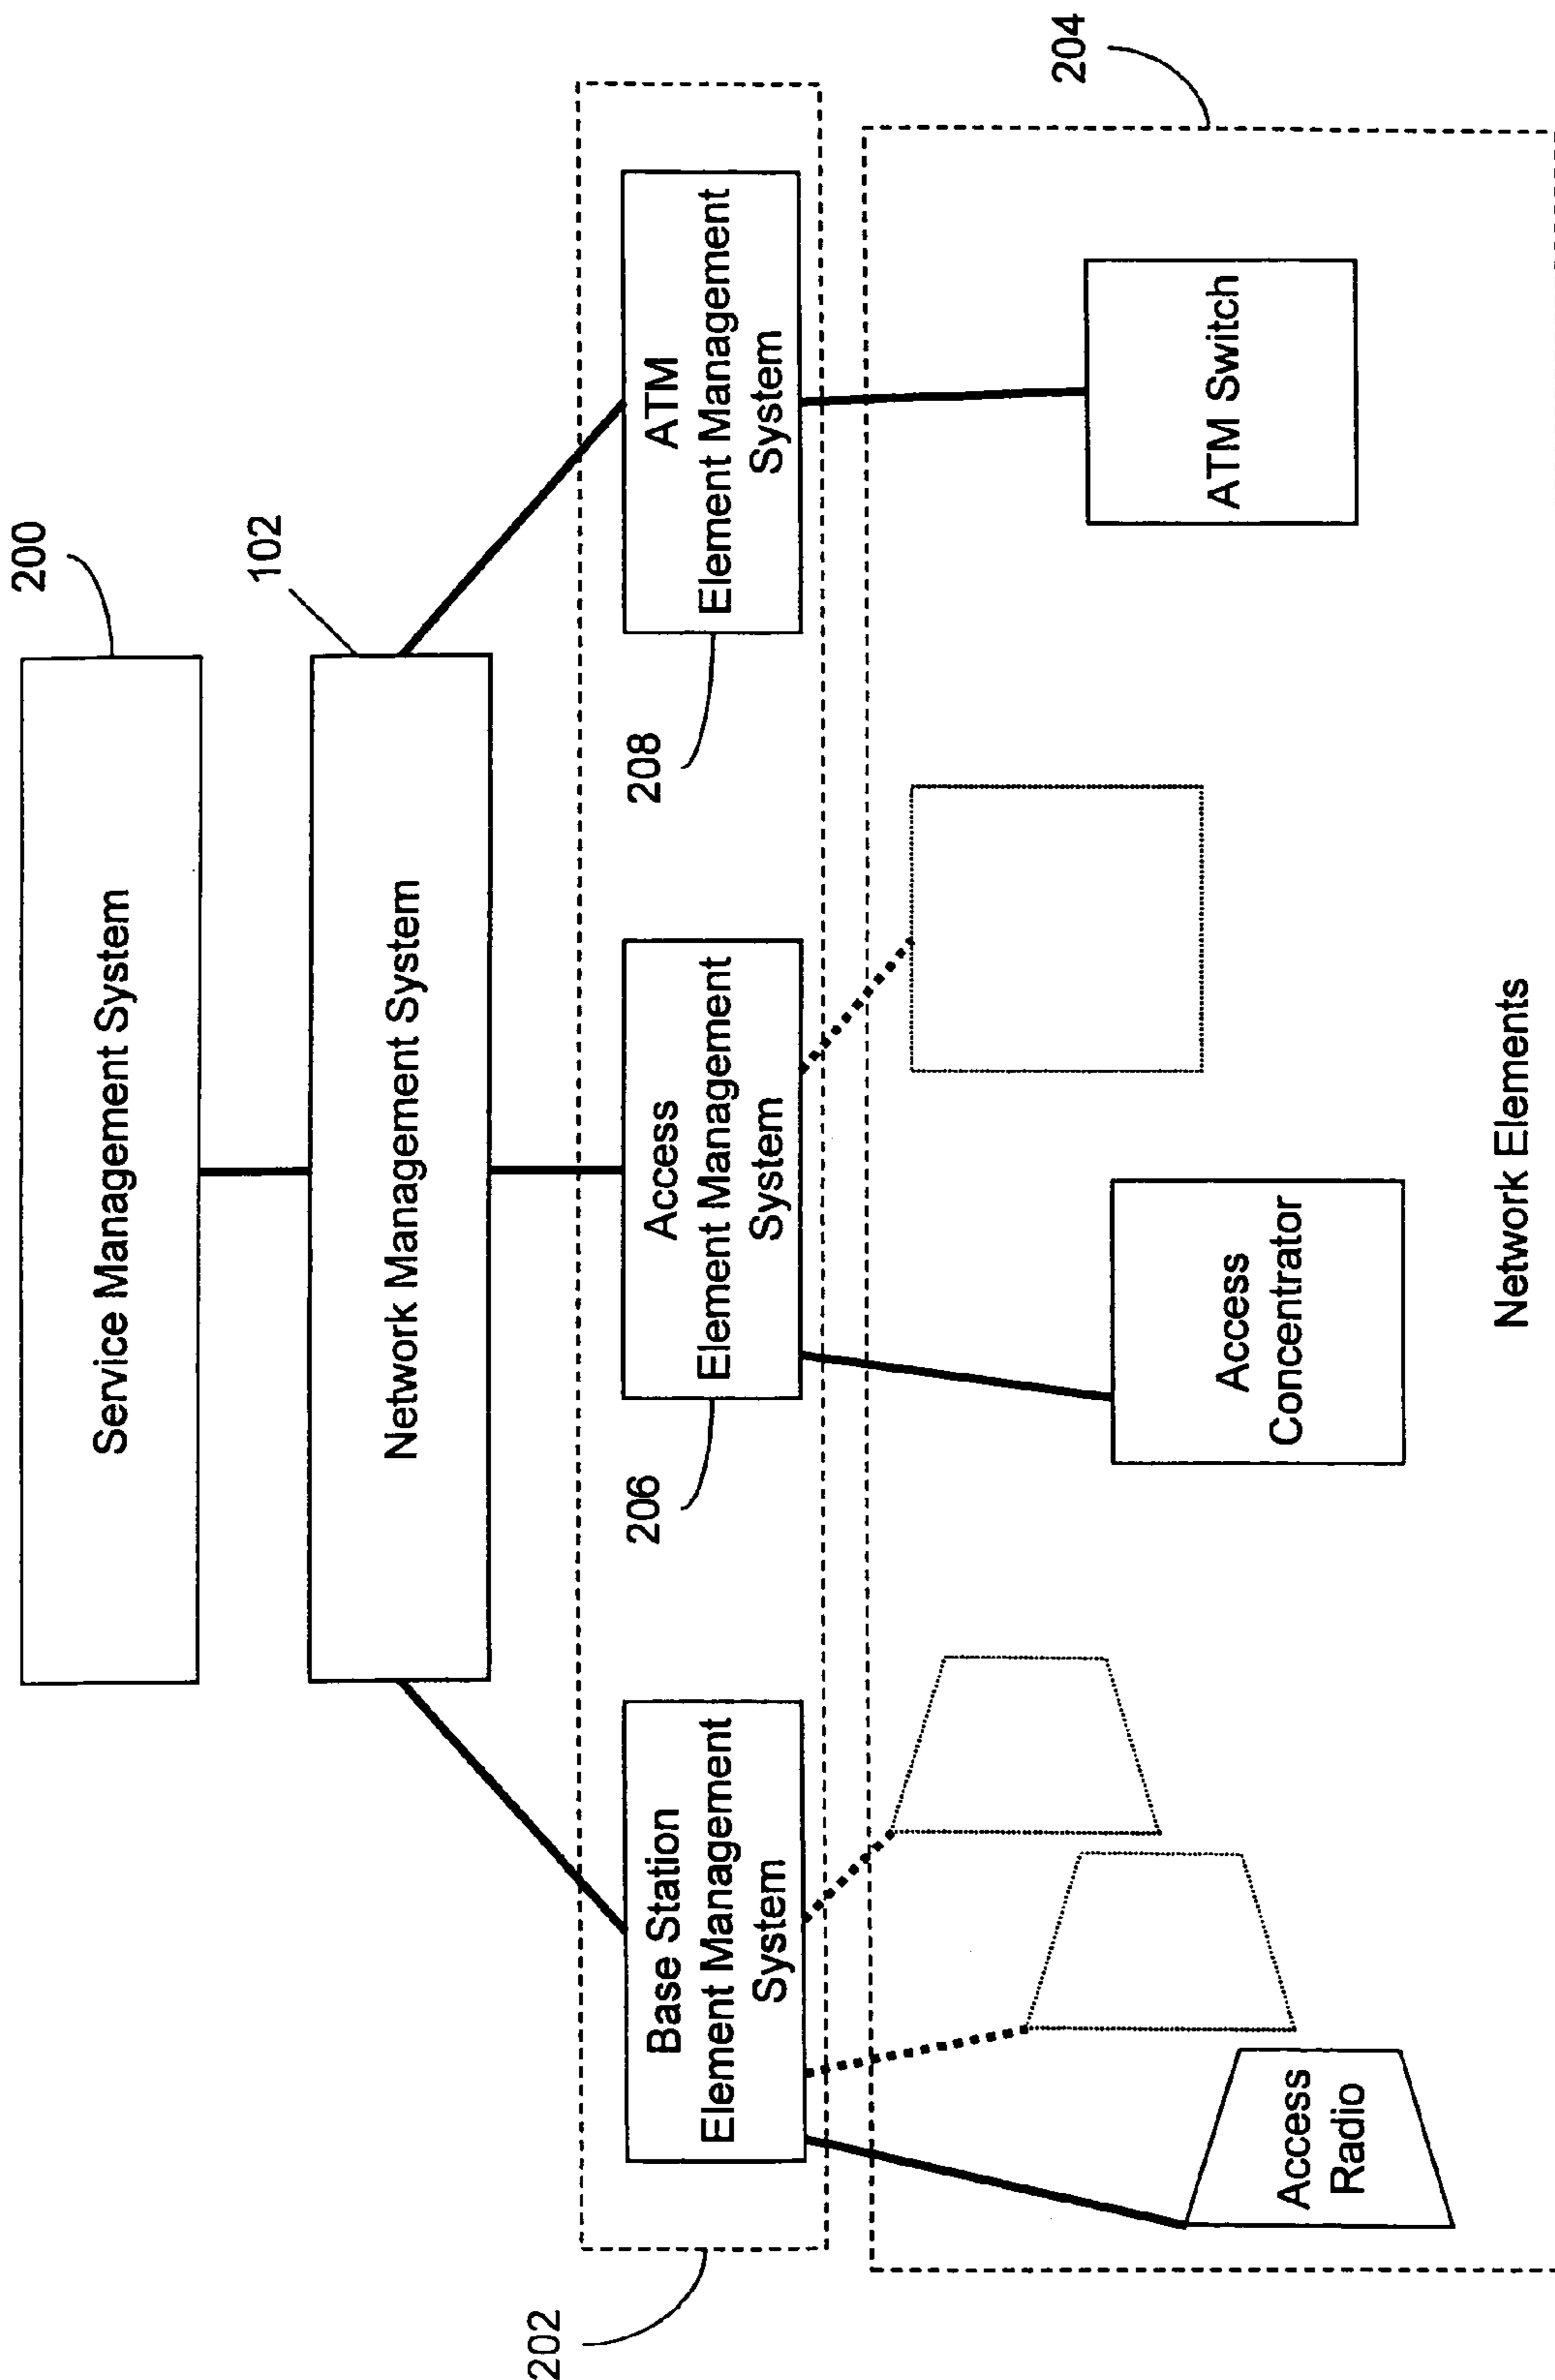 200
Service Management System
102
Network Management System
202
Base Station
Element Management
System
206
Access
Element Management
System
208
ATM
Element Management
System
204
Access
Radio
Access
Concentrator
ATM Switch
Network Elements